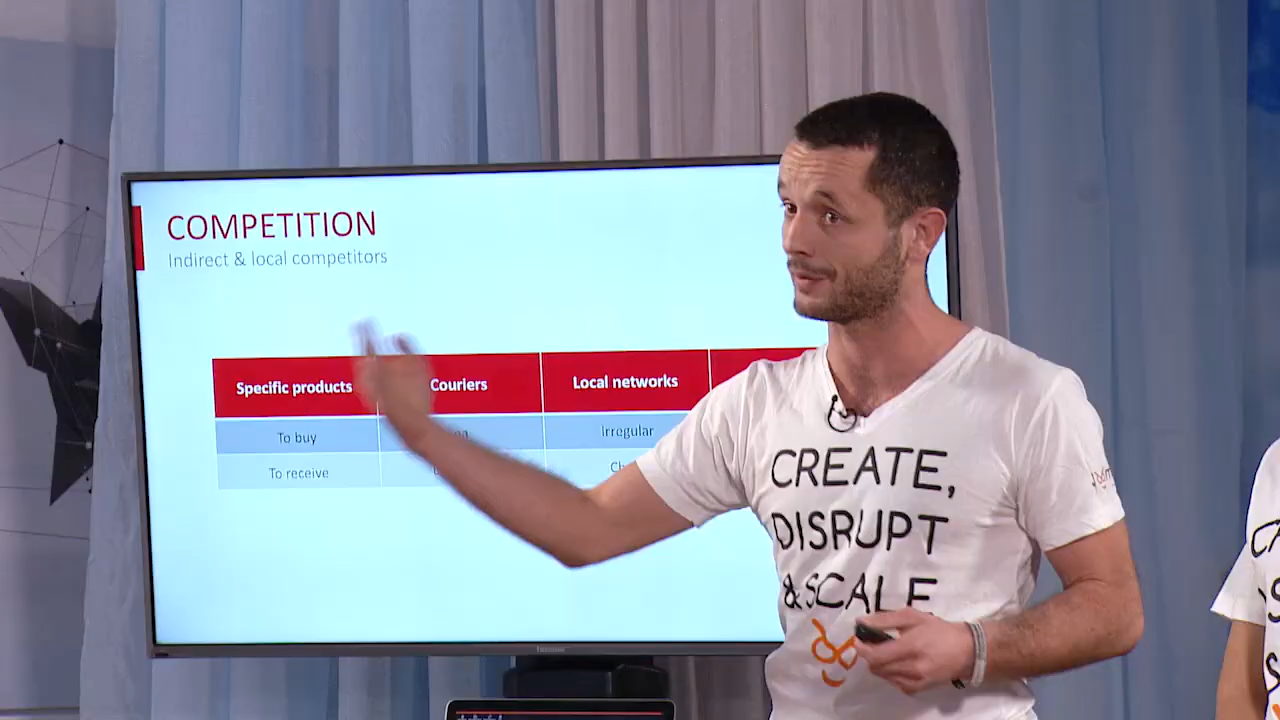 COMPETITION
Indirect & local competitors
Specific products
Couriers
Local networks
To buy
Irregular
To receive
CREATE,
DISRUPT
& SCALE